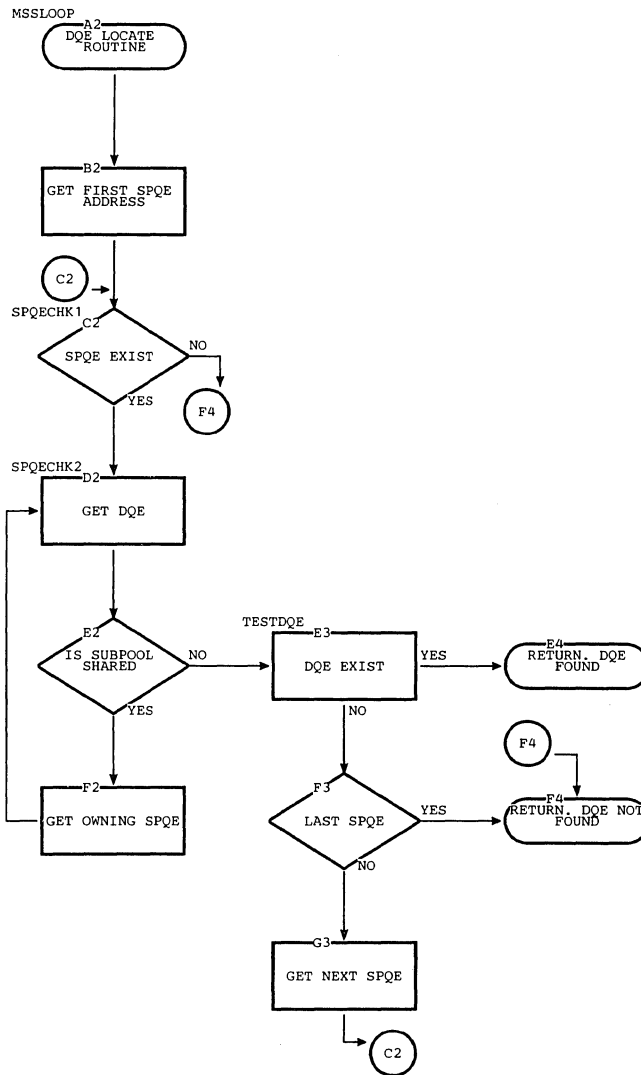 MSSLOOP
A2
DQE LOCATE
ROUTINE
B2
GET FIRST SPQE
ADDRESS
C2
SPQECHK1
C2
SPQE EXIST
NO
F4
YES
SPQECHK2
D2
GET DQE
E2
IS SUBPOOL
SHARED
NO
YES
F2
GET OWNING SPQE
TESTDQE
E3
DQE EXIST
YES
NO
E4
RETURN. DQE
FOUND
F3
LAST SPQE
YES
NO
F4
F4
RETURN. DQE NOT
FOUND
G3
GET NEXT SPQE
C2